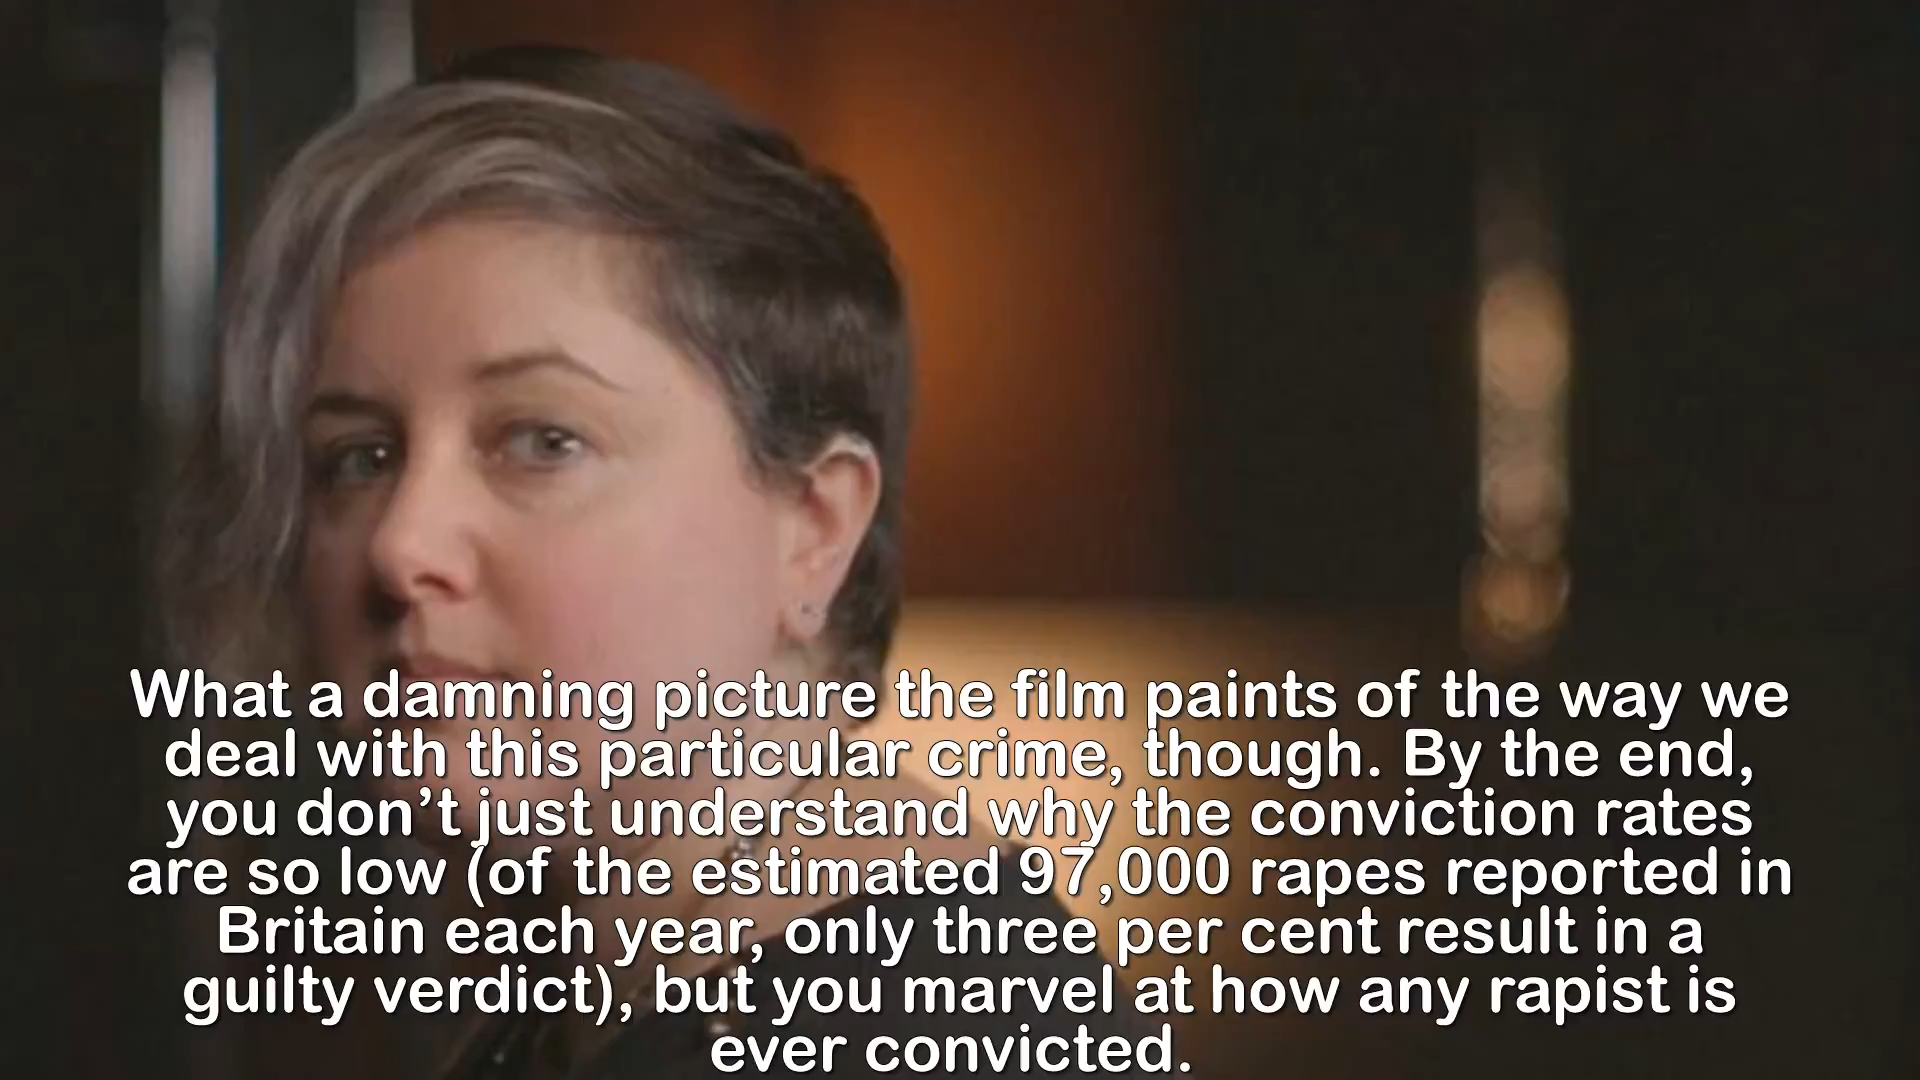 What a damning picture the film paints of the way we
deal with this particular crime, though. By the end,
you don’t just understand why the conviction rates
are so low (of the estimated 97,000 rapes reported in
Britain each year, only three per cent result in a
guilty verdict), but you marvel at how any rapist is
ever convicted.